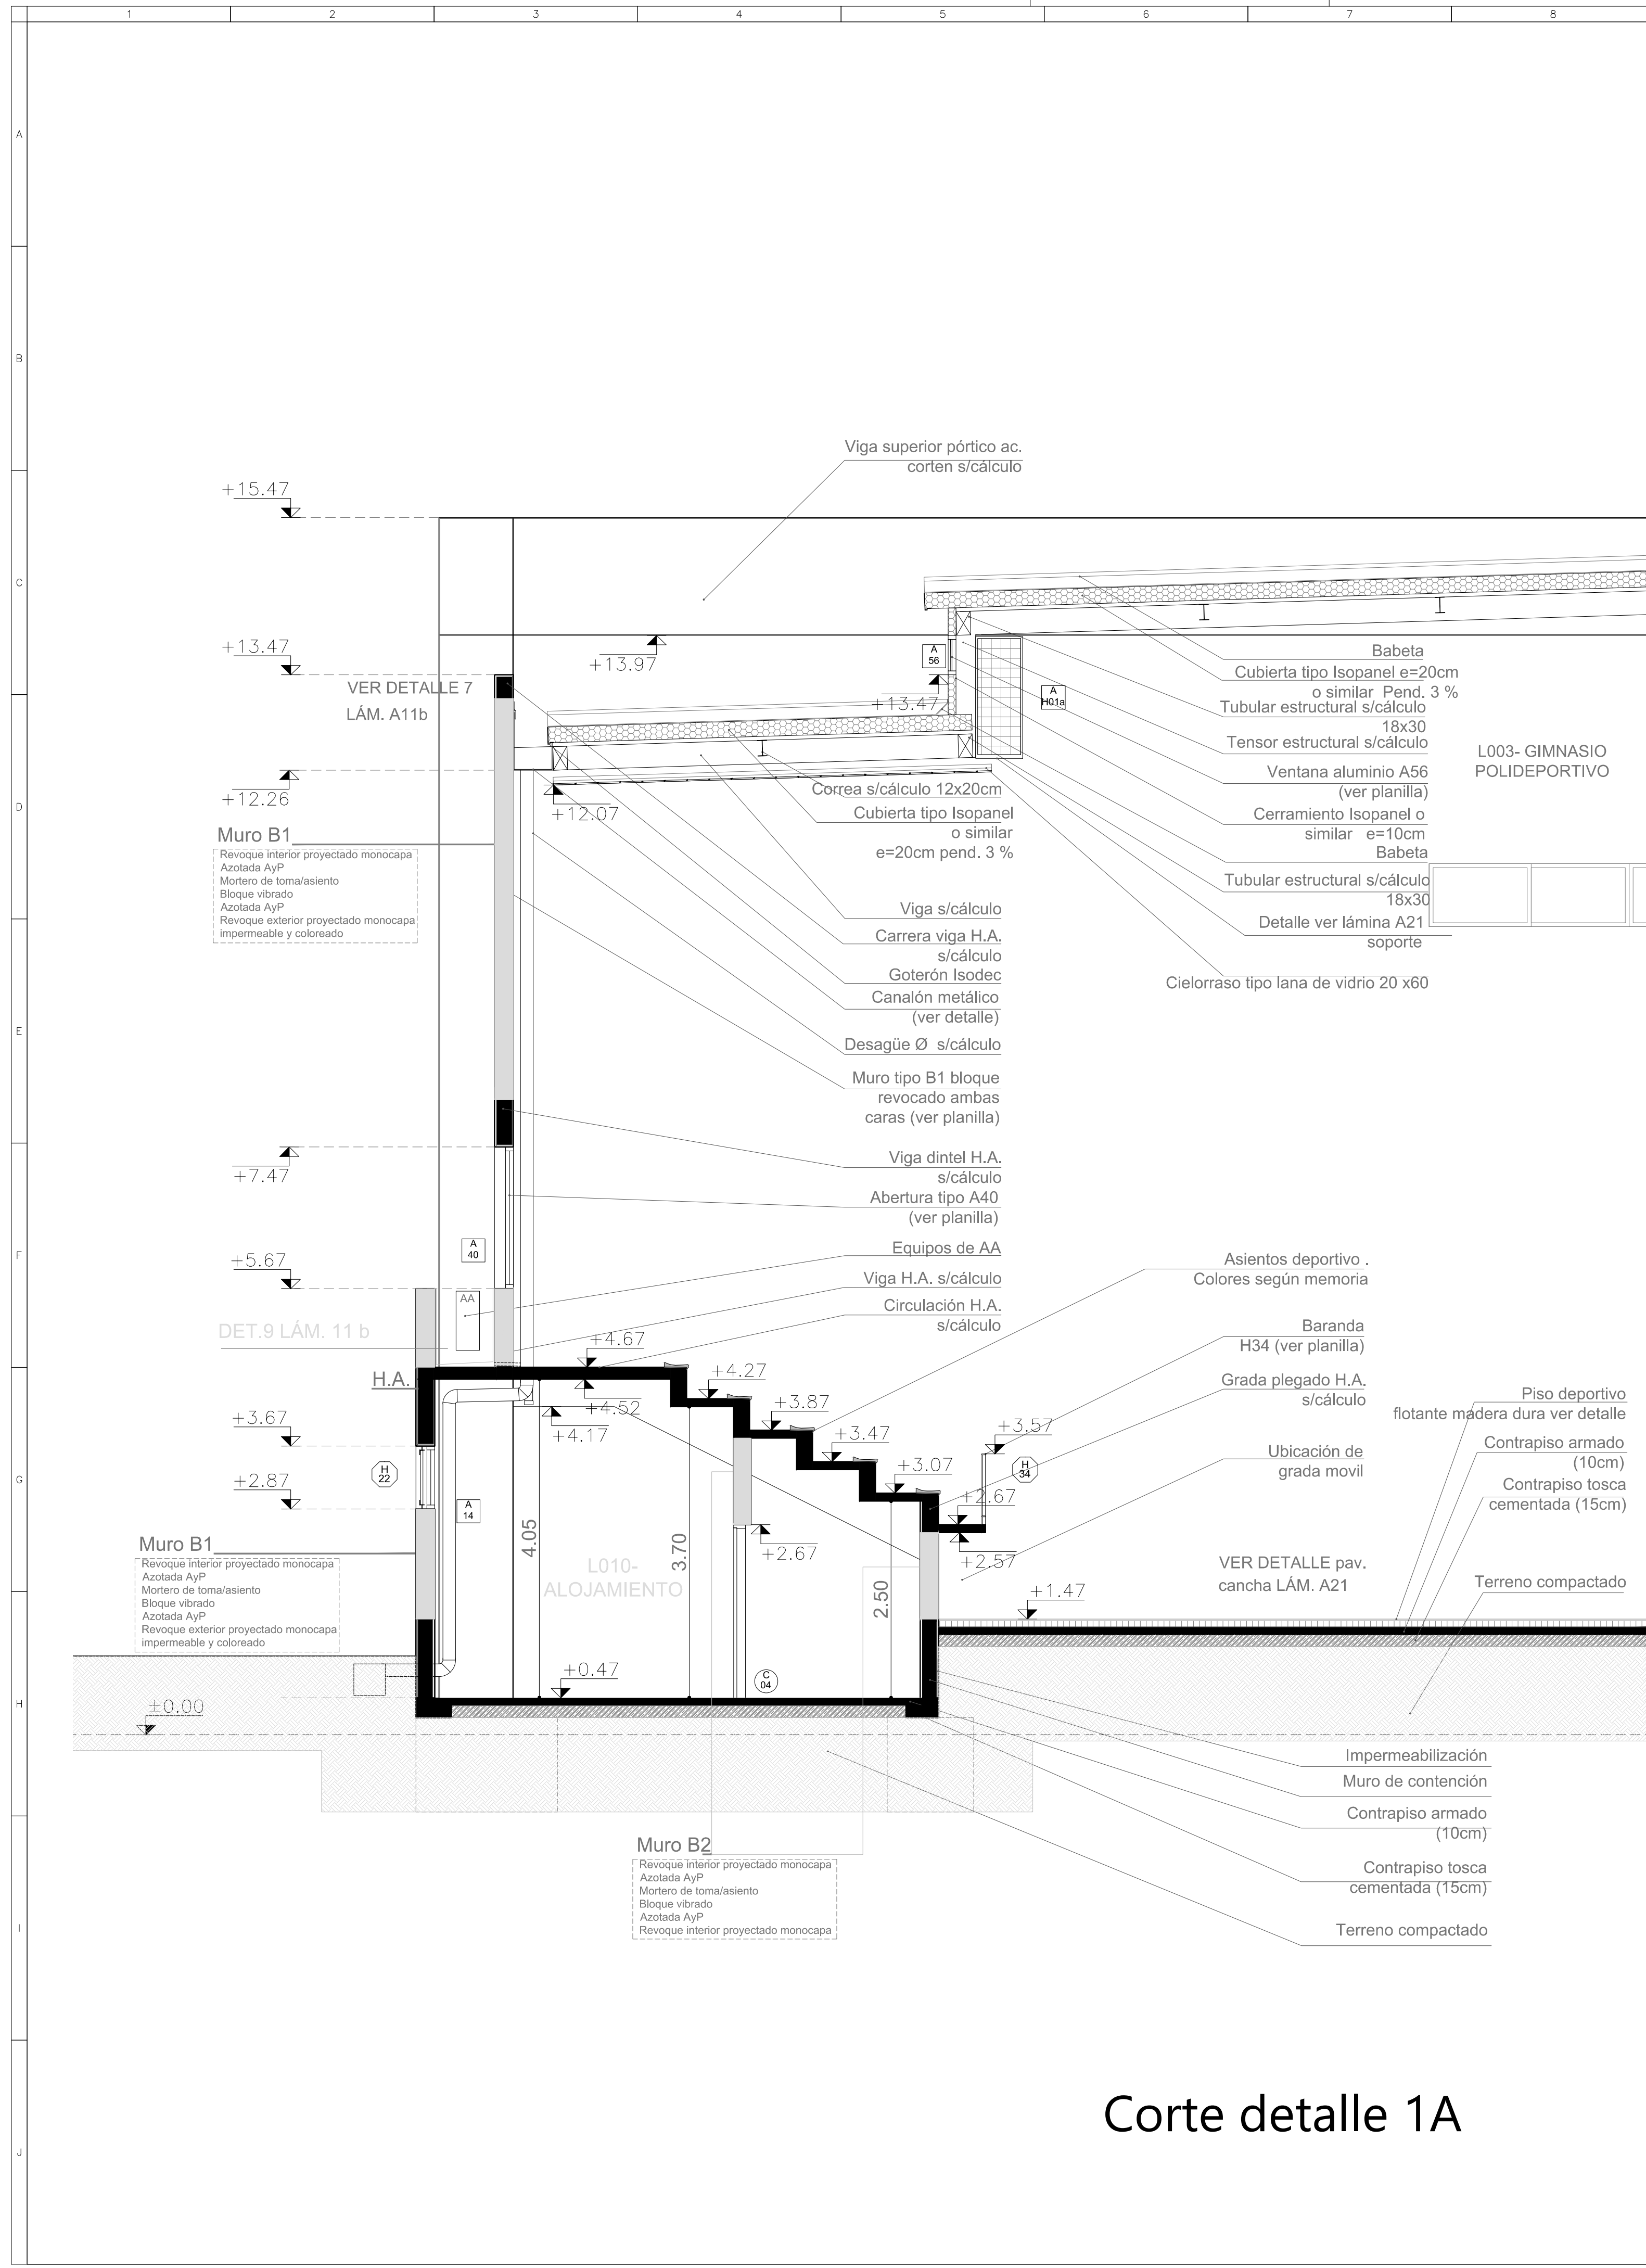 1 2 3 4 5 6 7 8
A
B
Viga superior pórtico ac.
corten s/cálculo
+15.47
C
+13.47
+13.97
A
56
VER DETALLE 7
LÁM. A11b
+13.47
A
H01a
Babeta
Cubierta tipo Isopanel e=20cm
o similar Pend. 3 %
Tubular estructural s/cálculo
18x30
Tensor estructural s/cálculo
Ventana aluminio A56
(ver planilla)
Cerramiento Isopanel o
similar e=10cm
Babeta
Tubular estructural s/cálculo
18x30
Detalle ver lámina A21
soporte
Cielorraso tipo lana de vidrio 20 x60
L003- GIMNASIO
POLIDEPORTIVO
D
+12.26
+12.07
Correa s/cálculo 12x20cm
Cubierta tipo Isopanel
o similar
e=20cm pend. 3 %
Muro B1
Revoque interior proyectado monocapa
Azotada AyP
Mortero de toma/asiento
Bloque vibrado
Azotada AyP
Revoque exterior proyectado monocapa
impermeable y coloreado
Viga s/cálculo
Carrera viga H.A.
s/cálculo
Goterón Isodec
Canalón metálico
(ver detalle)
E
Desagüe Ø s/cálculo
Muro tipo B1 bloque
revocado ambas
caras (ver planilla)
+7.47
Viga dintel H.A.
s/cálculo
Abertura tipo A40
(ver planilla)
F
A
40
+5.67
Equipos de AA
Viga H.A. s/cálculo
Circulación H.A.
s/cálculo
AA
DET.9 LÁM. 11 b
Asientos deportivo .
Colores según memoria
Baranda
H34 (ver planilla)
Grada plegado H.A.
s/cálculo
Ubicación de
grada movil
+4.67
H.A.
+4.27
+4.52
+3.87
+4.17
+3.67
+3.47
+3.57
Piso deportivo
flotante madera dura ver detalle
Contrapiso armado
(10cm)
Contrapiso tosca
cementada (15cm)
G
H
22
+2.87
+3.07
H
34
+2.67
A
14
4.05
3.70
2.50
+2.67
+2.57
Muro B1
Revoque interior proyectado monocapa
Azotada AyP
Mortero de toma/asiento
Bloque vibrado
Azotada AyP
Revoque exterior proyectado monocapa
impermeable y coloreado
L010-
ALOJAMIENTO
VER DETALLE pav.
cancha LÁM. A21
Terreno compactado
+1.47
H
+0.47
C
04
±0.00
Impermeabilización
Muro de contención
Contrapiso armado
(10cm)
Contrapiso tosca
cementada (15cm)
Terreno compactado
Muro B2
Revoque interior proyectado monocapa
Azotada AyP
Mortero de toma/asiento
Bloque vibrado
Azotada AyP
Revoque interior proyectado monocapa
I
Corte detalle 1A
J